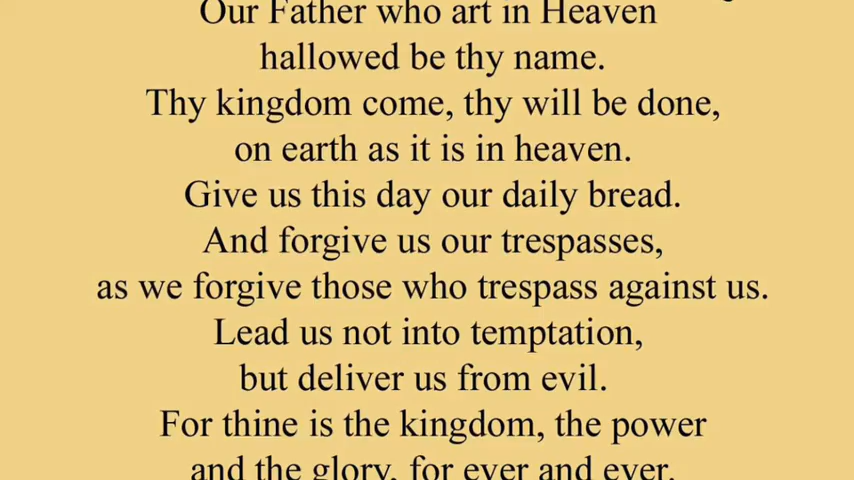 Our Father who art in Heaven
hallowed be thy name.
Thy kingdom come, thy will be done,
on earth as it is in heaven.
Give us this day our daily bread.
And forgive us our trespasses,
as we forgive those who trespass against us.
Lead us not into temptation,
but deliver us from evil.
For thine is the kingdom, the power
and the glory, for ever and ever.